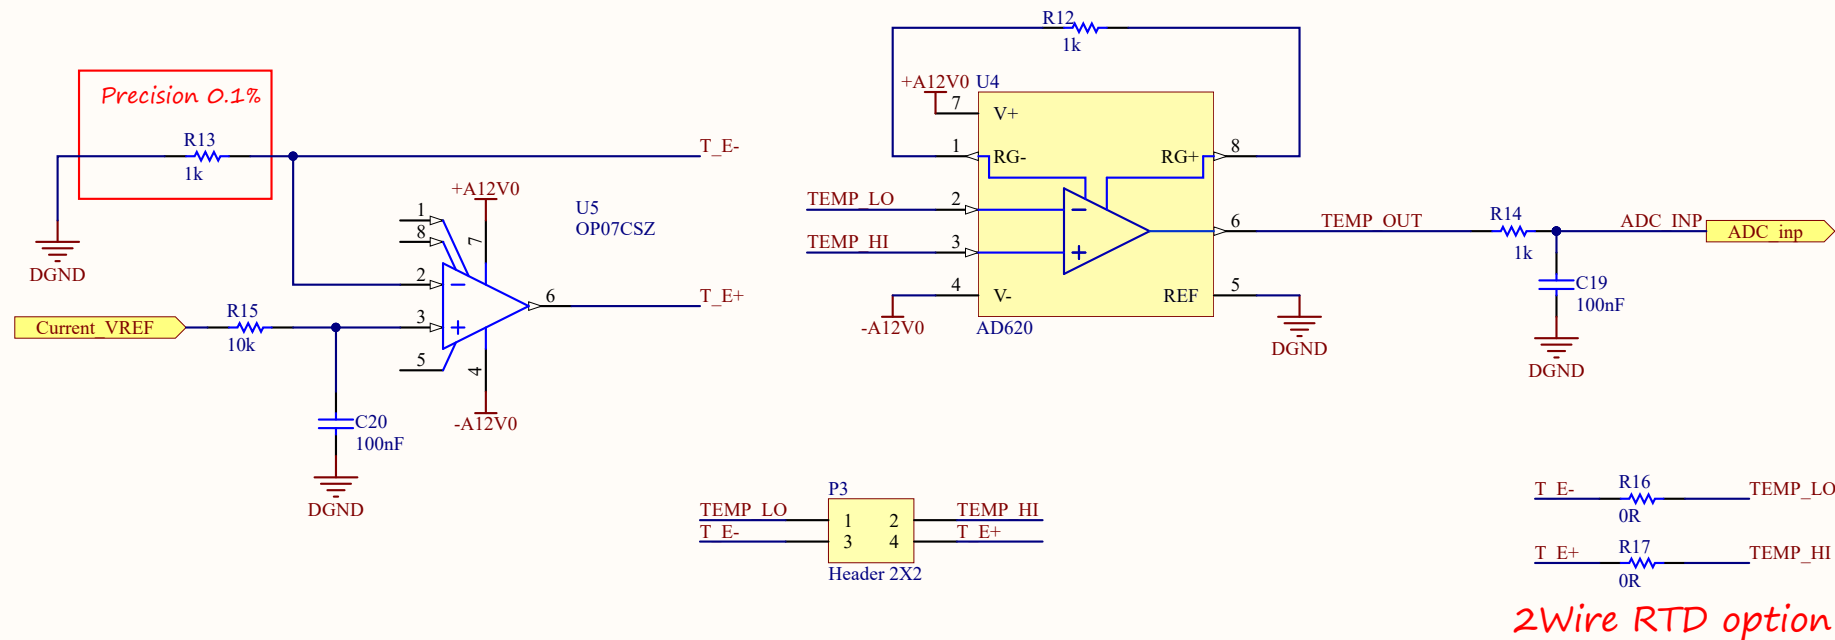 R12
1k
+A12V0 U4
7 V+
1 RG- RG+ 8
TEMP_LO 2 -
TEMP_HI 3 +
6 TEMP_OUT
4 V- REF 5
-A12V0 AD620 DGND
R14
1k
ADC_INP ADC_inp
C19
100nF
DGND
Precision 0.1%
R13
1k
DGND
T_E-
+A12V0
U5
OP07CSZ
1
8
7
2 -
6 T_E+
3 +
5
4
-A12V0
Current_VREF
R15
10k
C20
100nF
DGND
P3
TEMP_LO 1 2 TEMP_HI
T_E- 3 4 T_E+
Header 2X2
T_E- R16 TEMP_LO
0R
T_E+ R17 TEMP_HI
0R
2Wire RTD option